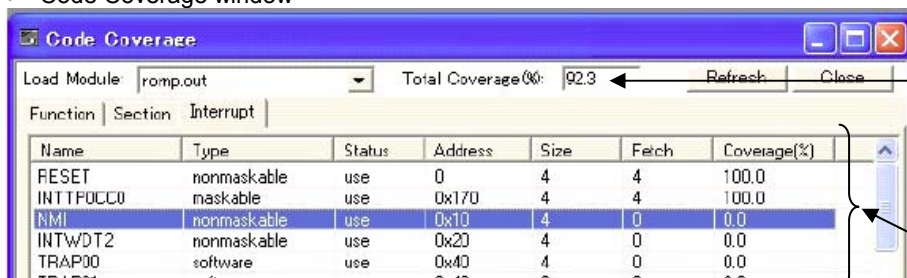 Code Coverage window
Code Coverage
Load Module: romp.out Total Coverage(%): 92.3 Refresh Close
Function Section Interrupt
Name Type Status Address Size Fetch Coverage(%)
RESET nonmaskable use 0 4 4 100.0
INTTP0CC0 maskable use 0x170 4 4 100.0
NMI nonmaskable use 0x10 4 0 0.0
INTWDT2 nonmaskable use 0x20 4 0 0.0
TRAP00 software use 0x40 4 0 0.0